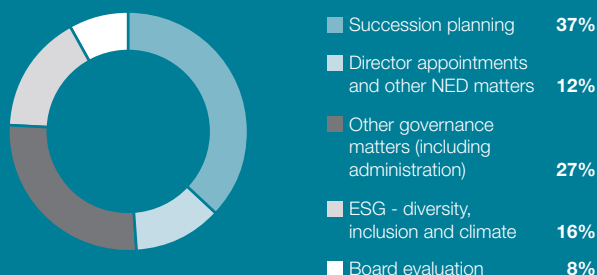 Succession planning 37%
Director appointments
and other NED matters 12%
Other governance
matters (including
administration) 27%
ESG - diversity,
inclusion and climate 16%
Board evaluation 8%